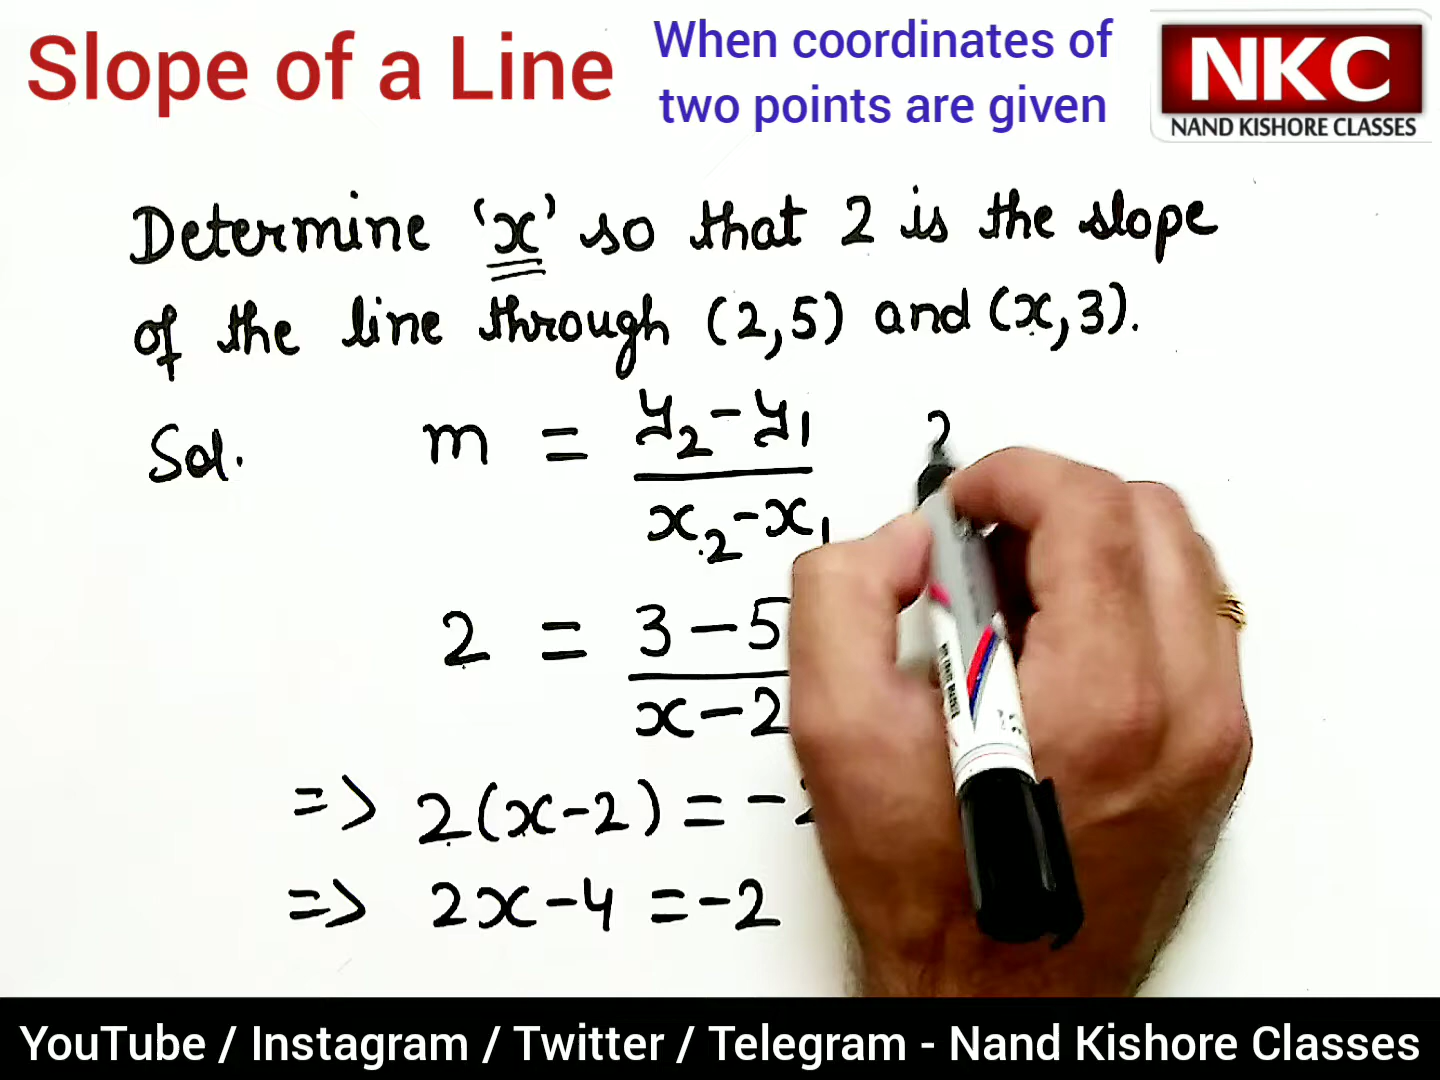 Slope of a Line
When coordinates of
two points are given
NKC
NAND KISHORE CLASSES
Determine 'x' so that 2 is the slope
of the line through (2,5) and (x,3).
Sol.
m = y₂-y₁ / x₂-x₁
2 = 3-5 / x-2
=> 2(x-2) = -2
=> 2x-4 = -2
2
YouTube / Instagram / Twitter / Telegram - Nand Kishore Classes